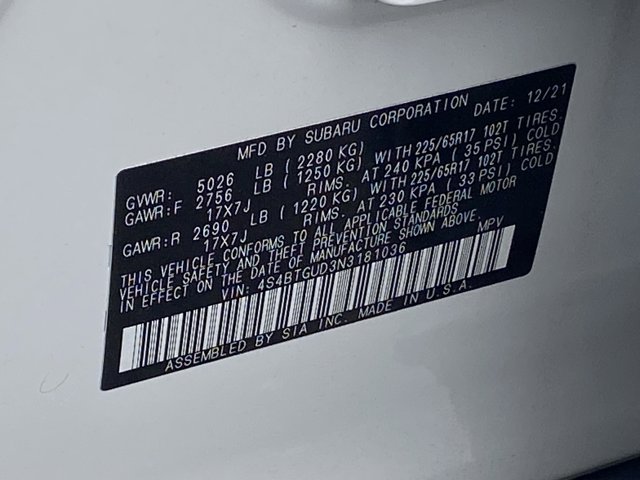 MFD BY SUBARU CORPORATION DATE: 12/21
GVWR: 5026 LB ( 2280 KG)
GAWR:F 2756 LB ( 1250 KG) WITH 225/65R17 102T TIRES.
17X7J RIMS. AT 240 KPA ( 35 PSI) COLD
GAWR:R 2690 LB ( 1220 KG) WITH 225/65R17 102T TIRES.
17X7J RIMS. AT 230 KPA ( 33 PSI) COLD
THIS VEHICLE CONFORMS TO ALL APPLICABLE FEDERAL MOTOR
VEHICLE SAFETY AND THEFT PREVENTION STANDARDS
IN EFFECT ON THE DATE OF MANUFACTURE SHOWN ABOVE.
VIN: 4S4BTGUD3N3181036 MPV
ASSEMBLED BY SIA INC. MADE IN U.S.A.